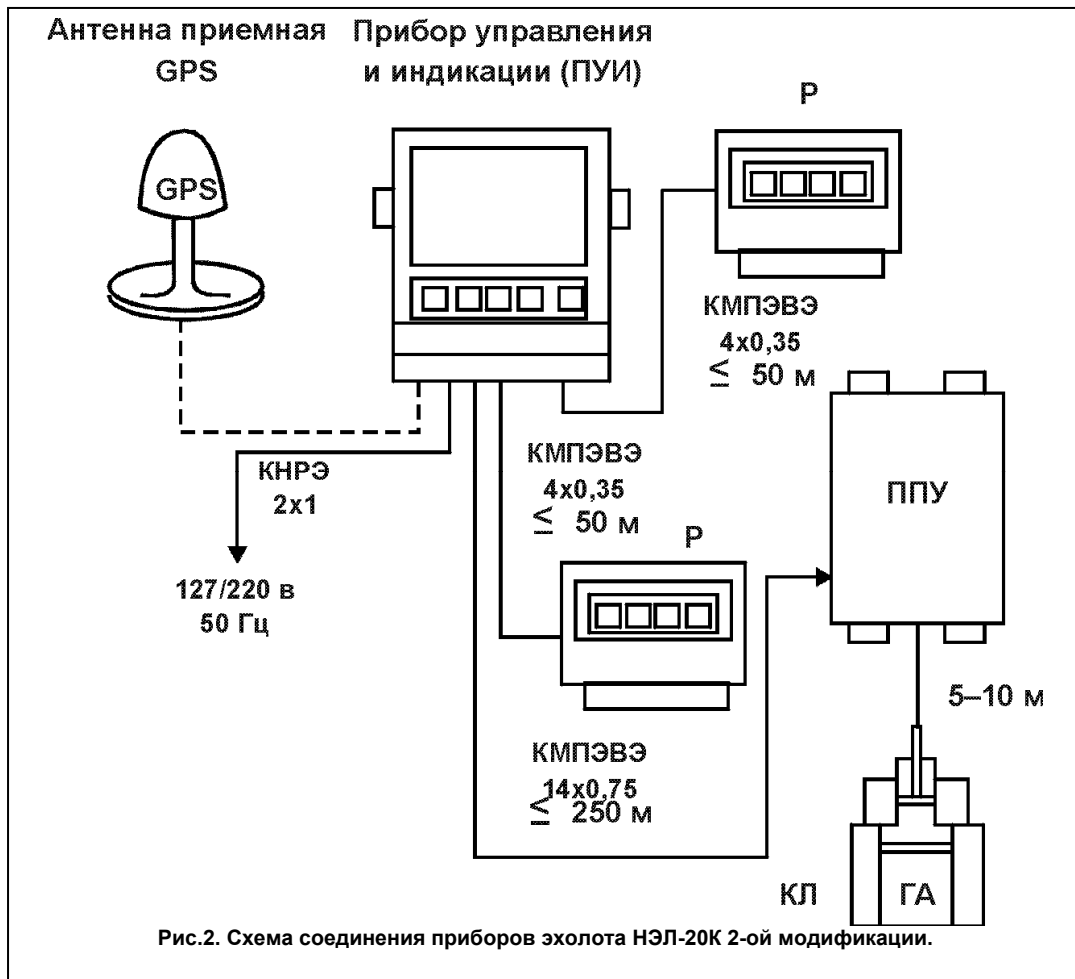 Антенна приемная
GPS
Прибор управления
и индикации (ПУИ)
Р
GPS
КМПЭВЭ
4х0,35
≤ 50 м
КНРЭ
2х1
КМПЭВЭ
4х0,35
≤ 50 м
ППУ
Р
127/220 в
50 Гц
5–10 м
КМПЭВЭ
14х0,75
≤ 250 м
КЛ
ГА
Рис.2. Схема соединения приборов эхолота НЭЛ-20К 2-ой модификации.